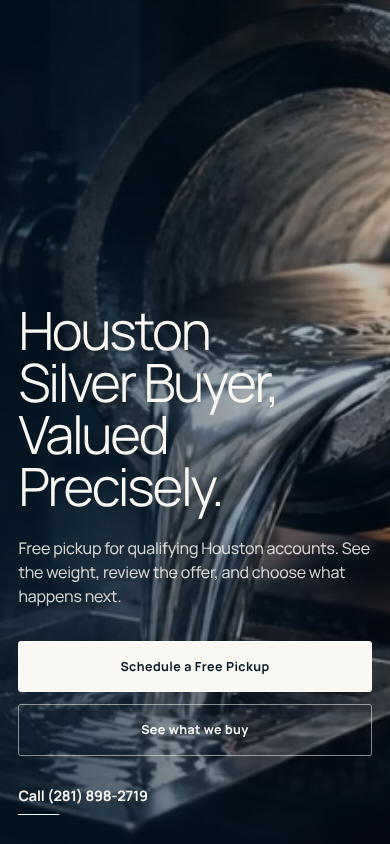 Houston
Silver Buyer,
Valued
Precisely.
Free pickup for qualifying Houston accounts. See
the weight, review the offer, and choose what
happens next.
Schedule a Free Pickup
See what we buy
Call (281) 898-2719